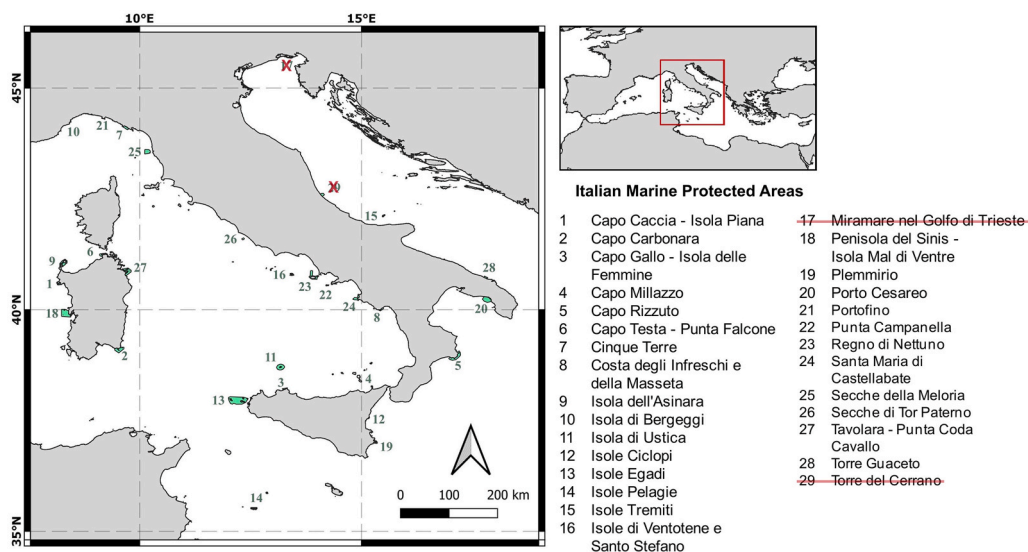 10°E
15°E
45°N
X
10
21
7
25
X
15
26
6
9
27
1
16
23
22
28
24
20
18
8
2
11
5
3
4
13
12
19
14
40°N
35°N
0 100 200 km
Italian Marine Protected Areas
1 Capo Caccia - Isola Piana
2 Capo Carbonara
3 Capo Gallo - Isola delle
Femmine
4 Capo Millazzo
5 Capo Rizzuto
6 Capo Testa - Punta Falcone
7 Cinque Terre
8 Costa degli Infreschi e
della Masseta
9 Isola dell'Asinara
10 Isola di Bergeggi
11 Isola di Ustica
12 Isole Ciclopi
13 Isole Egadi
14 Isole Pelagie
15 Isole Tremiti
16 Isole di Ventotene e
Santo Stefano
17 Miramare nel Golfo di Trieste
18 Penisola del Sinis -
Isola Mal di Ventre
19 Plemmirio
20 Porto Cesareo
21 Portofino
22 Punta Campanella
23 Regno di Nettuno
24 Santa Maria di
Castellabate
25 Secche della Meloria
26 Secche di Tor Paterno
27 Tavolara - Punta Coda
Cavallo
28 Torre Guaceto
29 Torre del Cerrano